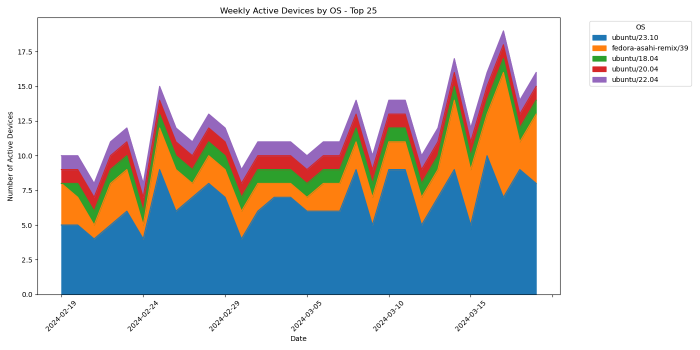 Weekly Active Devices by OS - Top 25
Number of Active Devices
17.5
15.0
12.5
10.0
7.5
5.0
2.5
0.0
2024-02-19
2024-02-24
2024-02-29
2024-03-05
2024-03-10
2024-03-15
Date
OS
ubuntu/23.10
fedora-asahi-remix/39
ubuntu/18.04
ubuntu/20.04
ubuntu/22.04